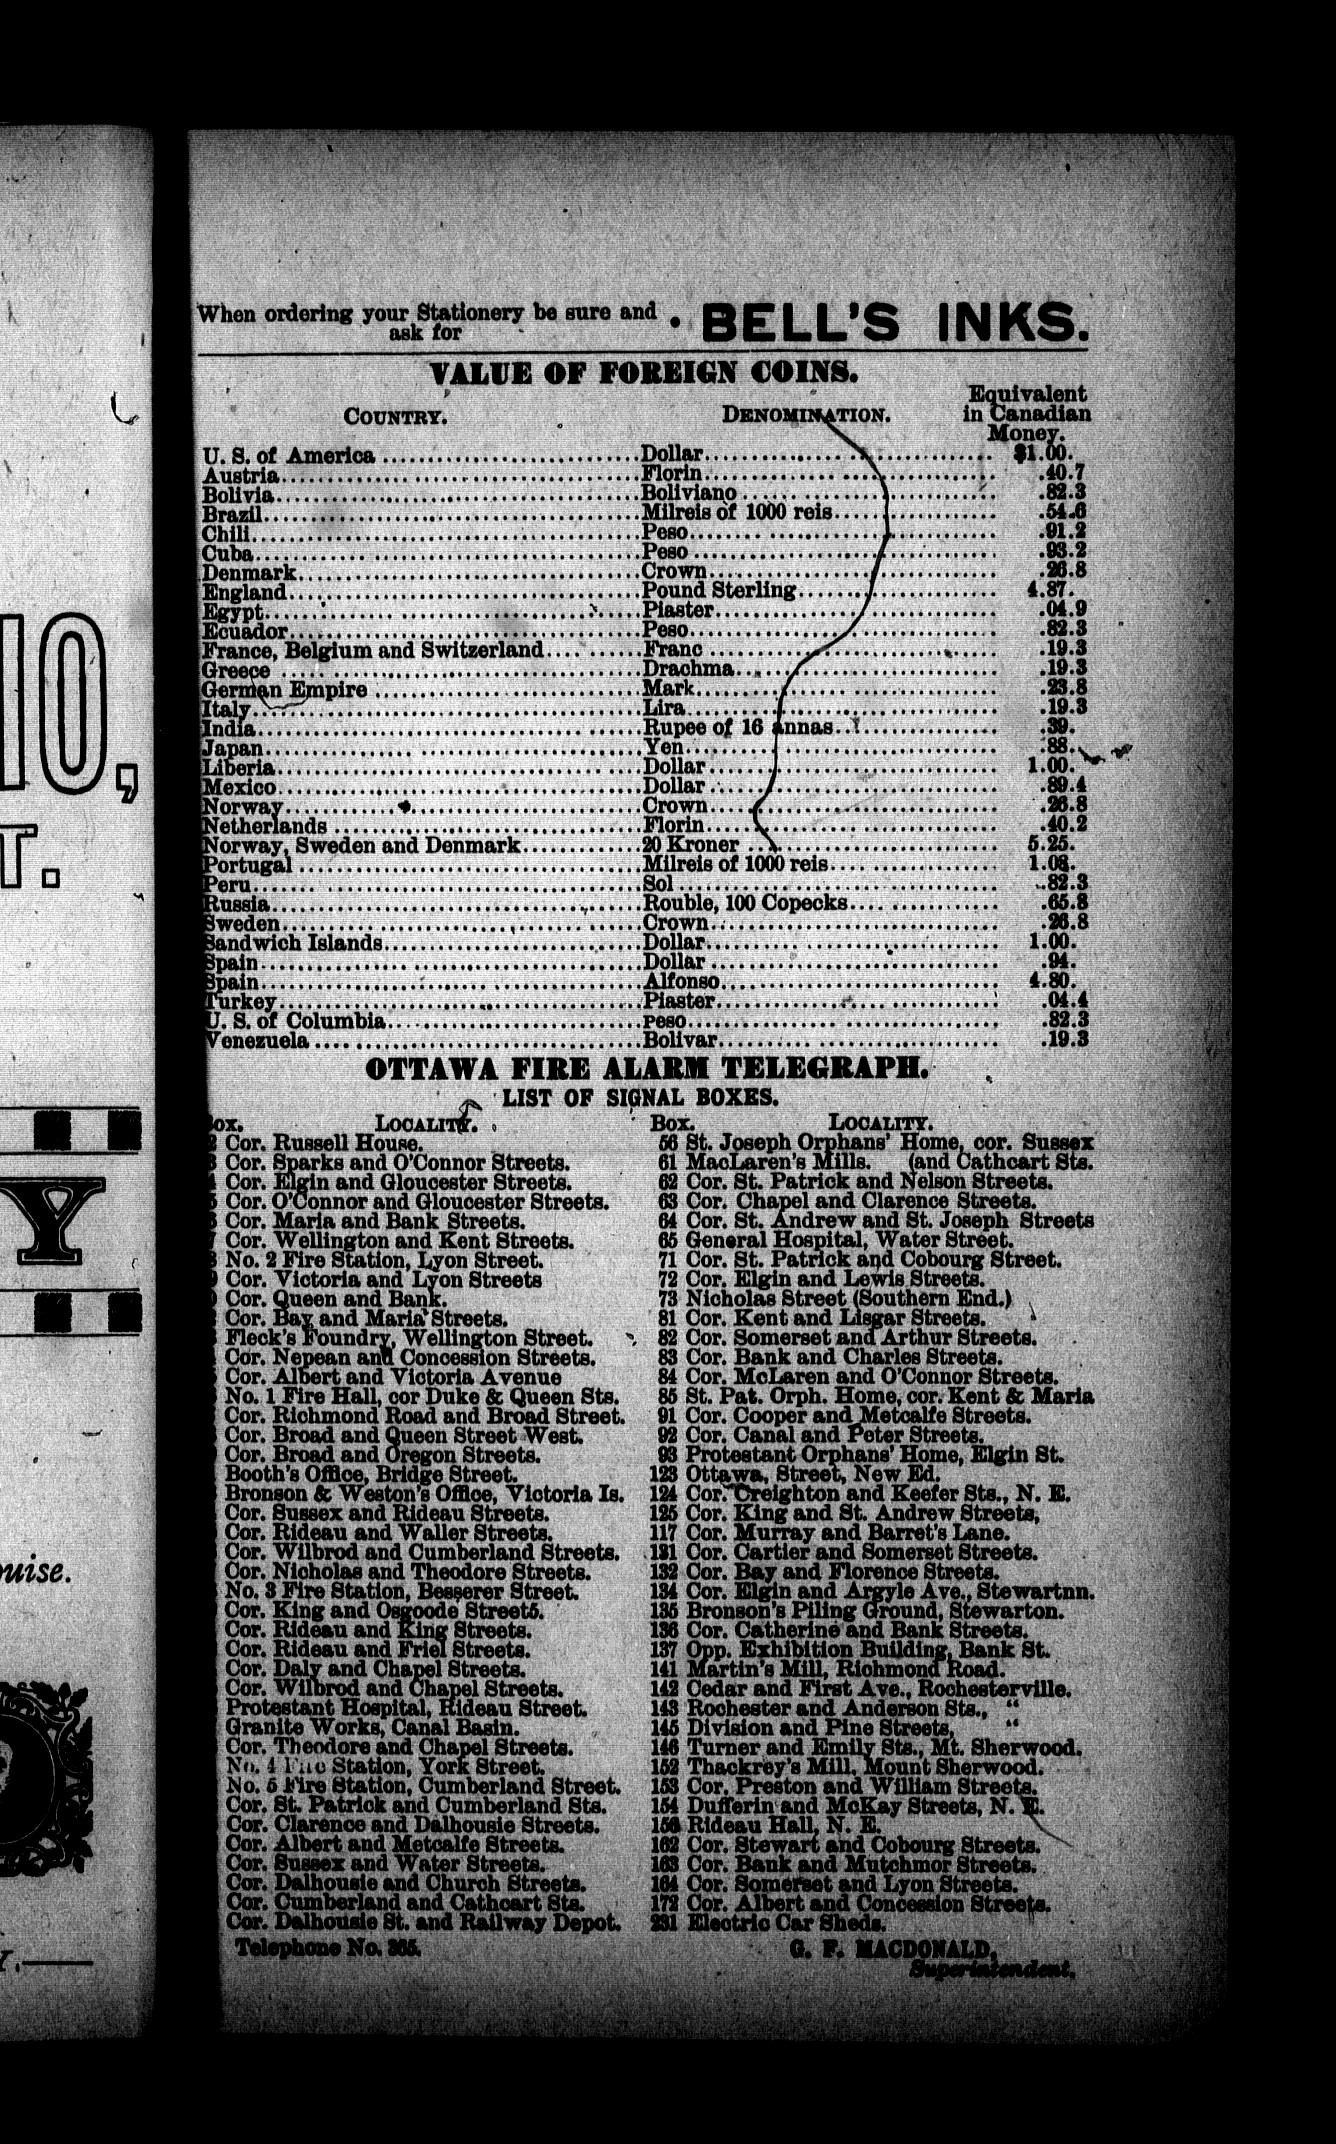 IO,
T.
Y
ouise.
Y.
When ordering your Stationery be sure and
ask for
BELL'S INKS.
VALUE OF FOREIGN COINS.
COUNTRY. DENOMINATION. Equivalent
in Canadian
Money.
U. S. of America Dollar $1.00.
Austria Florin .40.7
Bolivia Boliviano .82.3
Brazil Milreis of 1000 reis .54.6
Chili Peso .91.2
Cuba Peso .93.2
Denmark Crown .26.8
England Pound Sterling 4.87.
Egypt Piaster .04.9
Ecuador Peso .82.3
France, Belgium and Switzerland Franc .19.3
Greece Drachma .19.3
German Empire Mark .23.8
Italy Lira .19.3
India Rupee of 16 annas .39.
Japan Yen .88.
Liberia Dollar 1.00.
Mexico Dollar .89.4
Norway Crown .26.8
Netherlands Florin .40.2
Norway, Sweden and Denmark 20 Kroner 5.25.
Portugal Milreis of 1000 reis 1.08.
Peru Sol .82.3
Russia Rouble, 100 Copecks .65.8
Sweden Crown .26.8
Sandwich Islands Dollar 1.00.
Spain Dollar .94.
Spain Alfonso 4.80.
Turkey Piaster .04.4
U. S. of Columbia peso .82.3
Venezuela Bolivar .19.3
OTTAWA FIRE ALARM TELEGRAPH.
LIST OF SIGNAL BOXES.
Box. LOCALITY.
2 Cor. Russell House.
3 Cor. Sparks and O'Connor Streets.
4 Cor. Elgin and Gloucester Streets.
5 Cor. O'Connor and Gloucester Streets.
6 Cor. Maria and Bank Streets.
7 Cor. Wellington and Kent Streets.
8 No. 2 Fire Station, Lyon Street.
9 Cor. Victoria and Lyon Streets
Cor. Queen and Bank.
Cor. Bay and Maria Streets.
Fleck's Foundry, Wellington Street.
Cor. Nepean and Concession Streets.
Cor. Albert and Victoria Avenue
No. 1 Fire Hall, cor Duke & Queen Sts.
Cor. Richmond Road and Broad Street.
Cor. Broad and Queen Street West.
Cor. Broad and Oregon Streets.
Booth's Office, Bridge Street.
Bronson & Weston's Office, Victoria Is.
Cor. Sussex and Rideau Streets.
Cor. Rideau and Waller Streets.
Cor. Wilbrod and Cumberland Streets.
Cor. Nicholas and Theodore Streets.
No. 3 Fire Station, Besserer Street.
Cor. King and Osgoode Streets.
Cor. Rideau and King Streets.
Cor. Rideau and Friel Streets.
Cor. Daly and Chapel Streets.
Cor. Wilbrod and Chapel Streets.
Protestant Hospital, Rideau Street.
Granite Works, Canal Basin.
Cor. Theodore and Chapel Streets.
No. 4 Fire Station, York Street.
No. 5 Fire Station, Cumberland Street.
Cor. St. Patrick and Cumberland Sts.
Cor. Clarence and Dalhousie Streets.
Cor. Albert and Metcalfe Streets.
Cor. Sussex and Water Streets.
Cor. Dalhousie and Church Streets.
Cor. Cumberland and Cathcart Sts.
Cor. Dalhousie St. and Railway Depot.
Telephone No. 365.
Box. LOCALITY.
56 St. Joseph Orphans' Home, cor. Sussex
61 MacLaren's Mills. (and Cathcart Sts.
62 Cor. St. Patrick and Nelson Streets.
63 Cor. Chapel and Clarence Streets.
64 Cor. St. Andrew and St. Joseph Streets
65 General Hospital, Water Street.
71 Cor. St. Patrick and Cobourg Street.
72 Cor. Elgin and Lewis Streets.
73 Nicholas Street (Southern End.)
81 Cor. Kent and Lisgar Streets.
82 Cor. Somerset and Arthur Streets.
83 Cor. Bank and Charles Streets.
84 Cor. McLaren and O'Connor Streets.
85 St. Pat. Orph. Home, cor. Kent & Maria
91 Cor. Cooper and Metcalfe Streets.
92 Cor. Canal and Peter Streets.
93 Protestant Orphans' Home, Elgin St.
123 Ottawa, Street, New Ed.
124 Cor. Creighton and Keefer Sts., N. E.
125 Cor. King and St. Andrew Streets,
117 Cor. Murray and Barret's Lane.
131 Cor. Cartier and Somerset Streets.
132 Cor. Bay and Florence Streets.
134 Cor. Elgin and Argyle Ave., Stewartnn.
135 Bronson's Piling Ground, Stewarton.
136 Cor. Catherine and Bank Streets.
137 Opp. Exhibition Building, Bank St.
141 Martin's Mill, Richmond Road.
142 Cedar and First Ave., Rochesterville.
143 Rochester and Anderson Sts., "
145 Division and Pine Streets, "
146 Turner and Emily Sts., Mt. Sherwood.
152 Thackrey's Mill, Mount Sherwood.
153 Cor. Preston and William Streets.
154 Dufferin and McKay Streets, N. E.
156 Rideau Hall, N. E.
162 Cor. Stewart and Cobourg Streets.
163 Cor. Bank and Mutchmor Streets.
164 Cor. Somerset and Lyon Streets.
172 Cor. Albert and Concession Streets.
231 Electric Car Sheds.
G. F. MACDONALD,
Superintendent.